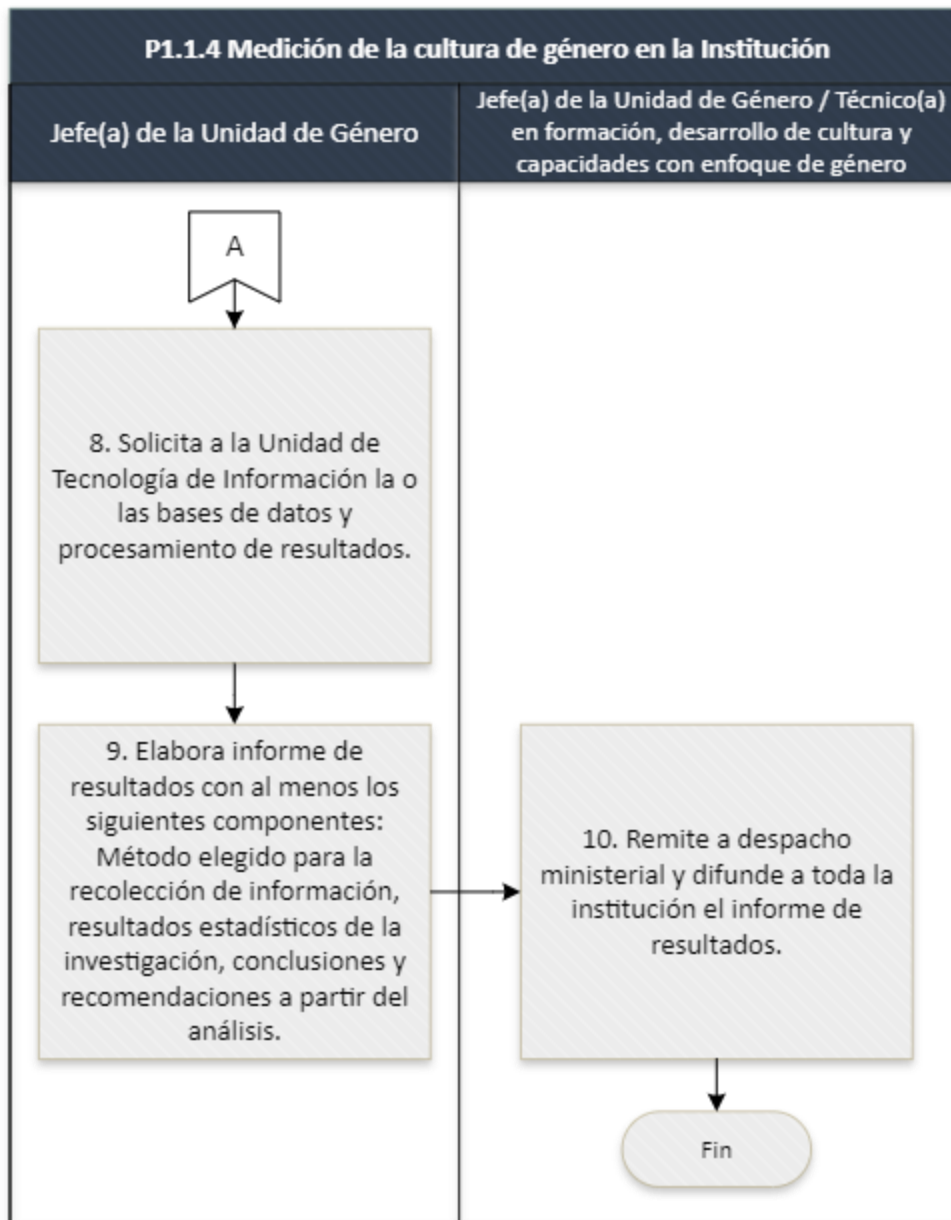 P1.1.4 Medición de la cultura de género en la Institución
Jefe(a) de la Unidad de Género
Jefe(a) de la Unidad de Género / Técnico(a)
en formación, desarrollo de cultura y
capacidades con enfoque de género
A
8. Solicita a la Unidad de
Tecnología de Información la o
las bases de datos y
procesamiento de resultados.
9. Elabora informe de
resultados con al menos los
siguientes componentes:
Método elegido para la
recolección de información,
resultados estadísticos de la
investigación, conclusiones y
recomendaciones a partir del
análisis.
10. Remite a despacho
ministerial y difunde a toda la
institución el informe de
resultados.
Fin